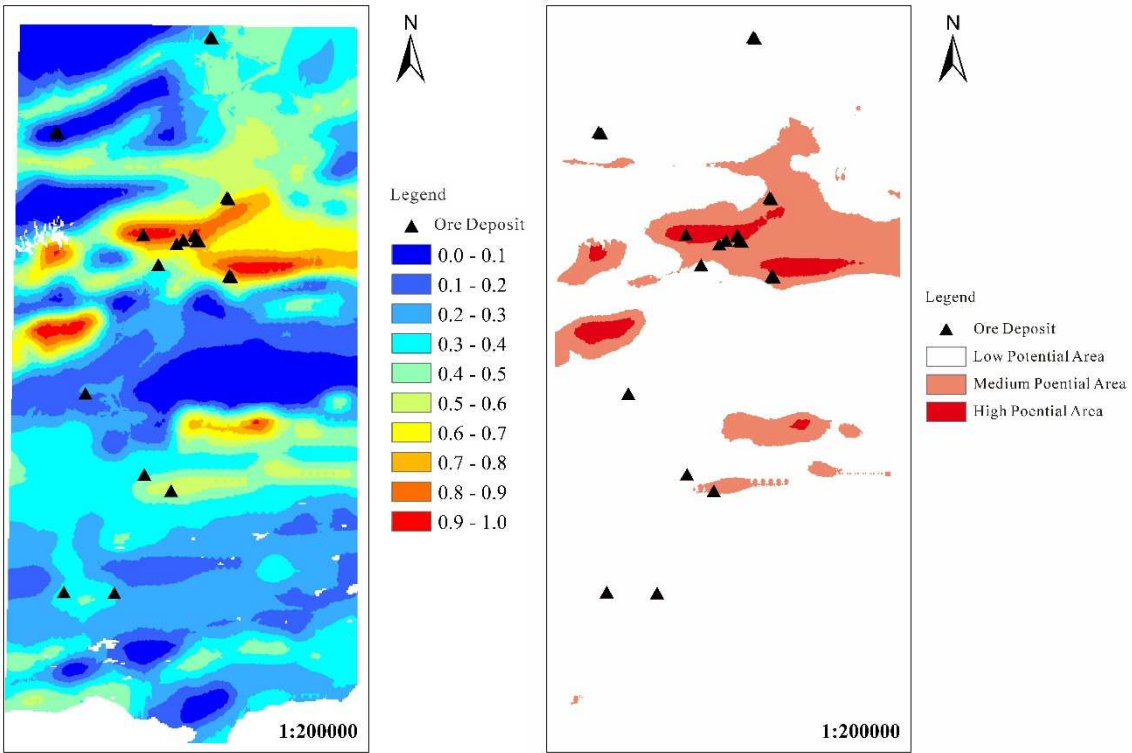 N
Legend
Ore Deposit
0.0 - 0.1
0.1 - 0.2
0.2 - 0.3
0.3 - 0.4
0.4 - 0.5
0.5 - 0.6
0.6 - 0.7
0.7 - 0.8
0.8 - 0.9
0.9 - 1.0
1:200000
N
Legend
Ore Deposit
Low Potential Area
Medium Poential Area
High Poential Area
1:200000